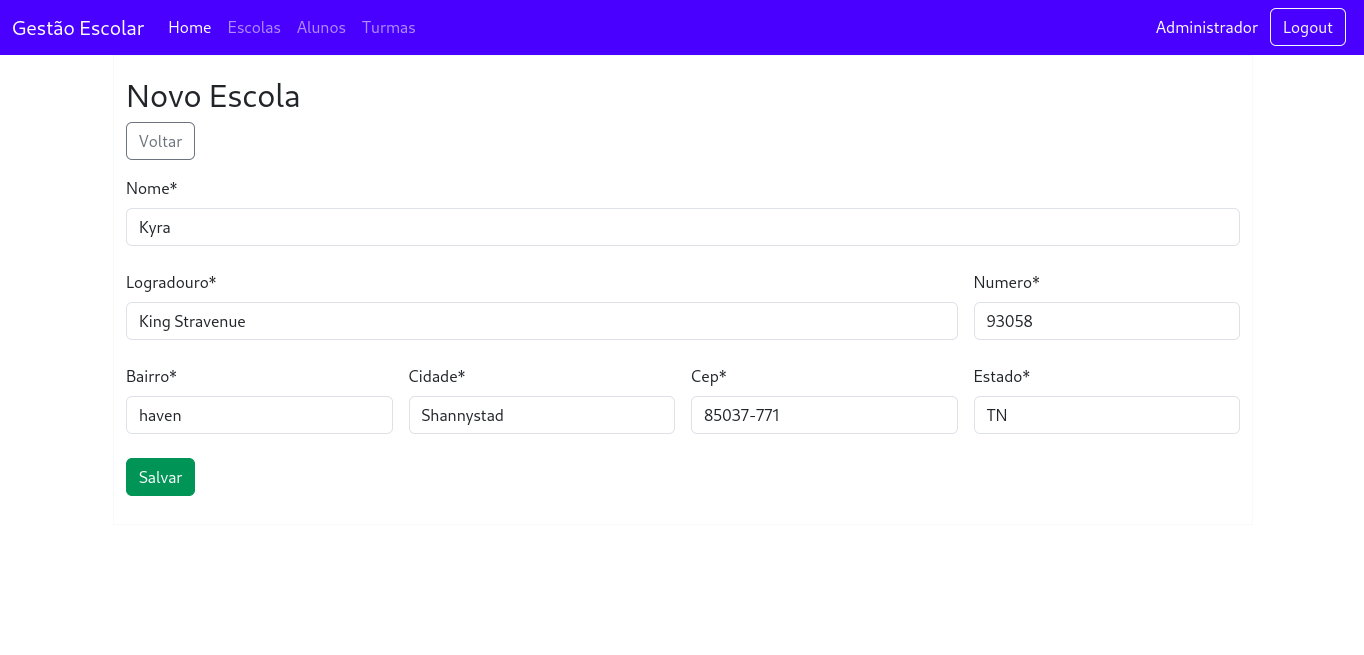 Gestão Escolar Home Escolas Alunos Turmas Administrador Logout
Novo Escola
Voltar
Nome*
Kyra
Logradouro* Numero*
King Stravenue 93058
Bairro* Cidade* Cep* Estado*
haven Shannystad 85037-771 TN
Salvar